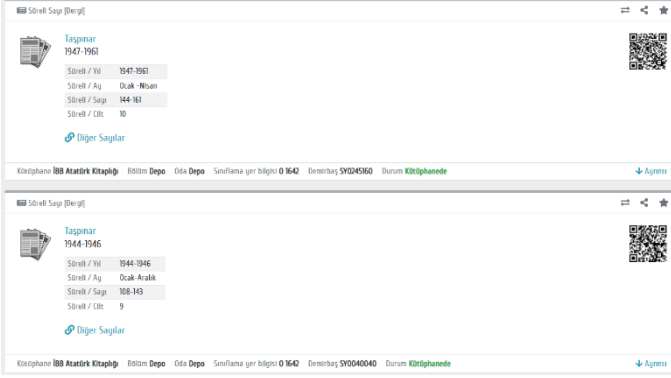 Süreli Sayı [Dergi]
Taşpınar
1947-1961
Süreli / Yıl 1947-1961
Süreli / Ay Ocak -Nisan
Süreli / Sayı 144-161
Süreli / Cilt 10
Diğer Sayılar
Kütüphane İBB Atatürk Kitaplığı Bölüm Depo Oda Depo Sınıflama yer bilgisi 0 1642 Demirbaş SY0245160 Durum Kütüphanede Ayrıntı
Süreli Sayı [Dergi]
Taşpınar
1944-1946
Süreli / Yıl 1944-1946
Süreli / Ay Ocak-Aralık
Süreli / Sayı 108-143
Süreli / Cilt 9
Diğer Sayılar
Kütüphane İBB Atatürk Kitaplığı Bölüm Depo Oda Depo Sınıflama yer bilgisi 0 1642 Demirbaş SY0040040 Durum Kütüphanede Ayrıntı